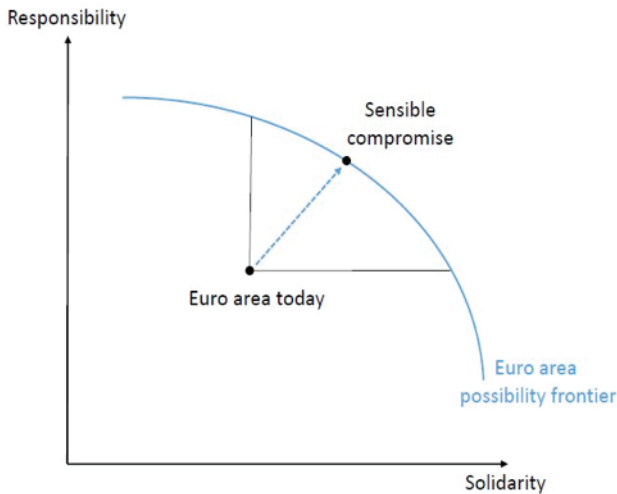 Responsibility
Sensible
compromise
Euro area today
Euro area
possibility frontier
Solidarity